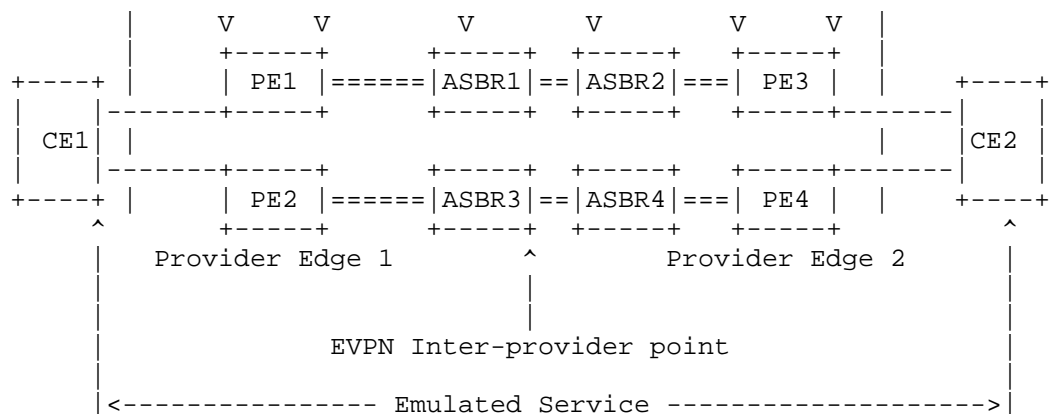 |       V       V         V       V         V       V   |
|       +-----+         +-----+   +-----+   +-----+     |
+----+  |     | PE1 |======|ASBR1|==|ASBR2|===| PE3 |   |    +----+
|    |-------+-----+       +-----+  +-----+   +-----+-------|    |
| CE1|  |                                               |    |CE2 |
|    |-------+-----+       +-----+  +-----+   +-----+-------|    |
+----+  |     | PE2 |======|ASBR3|==|ASBR4|===| PE4 |   |    +----+
^       +-----+         +-----+   +-----+   +-----+        ^
|   Provider Edge 1        ^        Provider Edge 2       |
|                          |                              |
|                          |                              |
|              EVPN Inter-provider point                  |
|                                                         |
|<---------------- Emulated Service -------------------->|